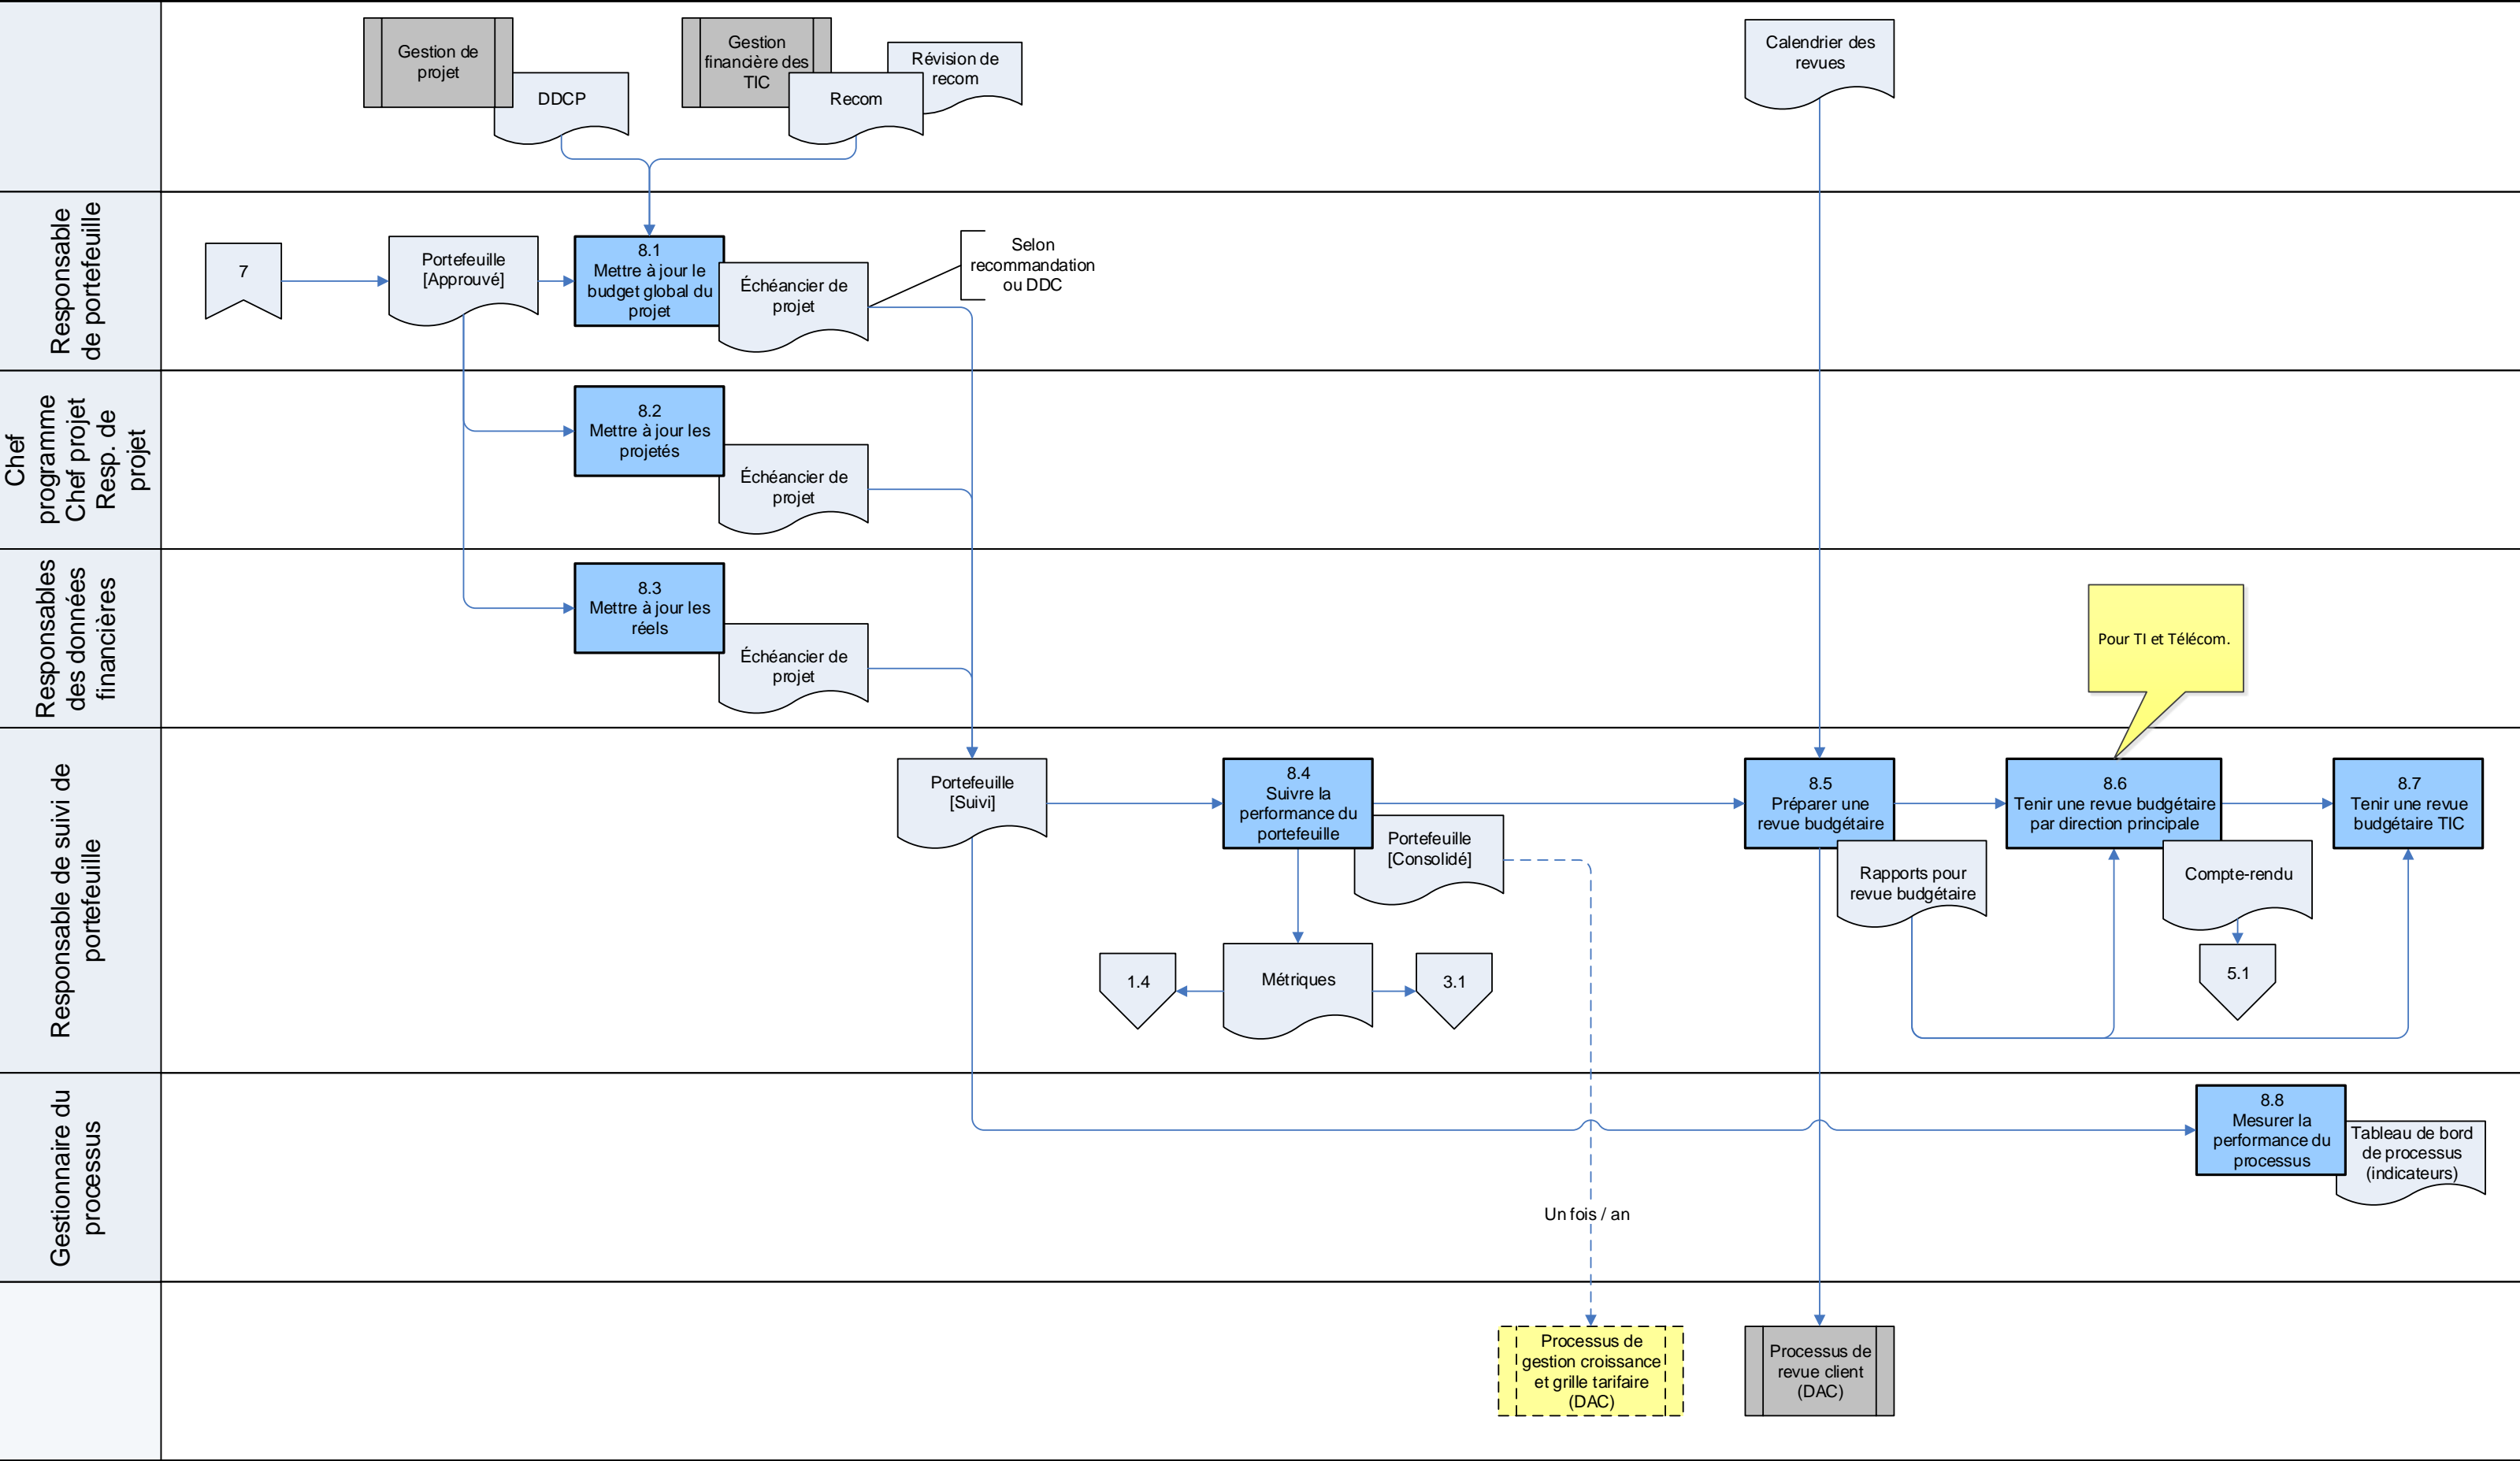 Gestion de
projet
DDCP
Gestion
financière des
TIC
Révision de
recom
Recom
Calendrier des
revues
Responsable
de portefeuille
7
Portefeuille
[Approuvé]
8.1
Mettre à jour le
budget global du
projet
Échéancier de
projet
Selon
recommandation
ou DDC
Chef
programme
Chef projet
Resp. de
projet
8.2
Mettre à jour les
projetés
Échéancier de
projet
Responsables
des données
financières
8.3
Mettre à jour les
réels
Échéancier de
projet
Pour TI et Télécom.
Responsable de suivi de
portefeuille
Portefeuille
[Suivi]
8.4
Suivre la
performance du
portefeuille
Portefeuille
[Consolidé]
Métriques
1.4
3.1
8.5
Préparer une
revue budgétaire
Rapports pour
revue budgétaire
8.6
Tenir une revue budgétaire
par direction principale
Compte-rendu
5.1
8.7
Tenir une revue
budgétaire TIC
Gestionnaire du
processus
8.8
Mesurer la
performance du
processus
Tableau de bord
de processus
(indicateurs)
Un fois / an
Processus de
gestion croissance
et grille tarifaire
(DAC)
Processus de
revue client
(DAC)